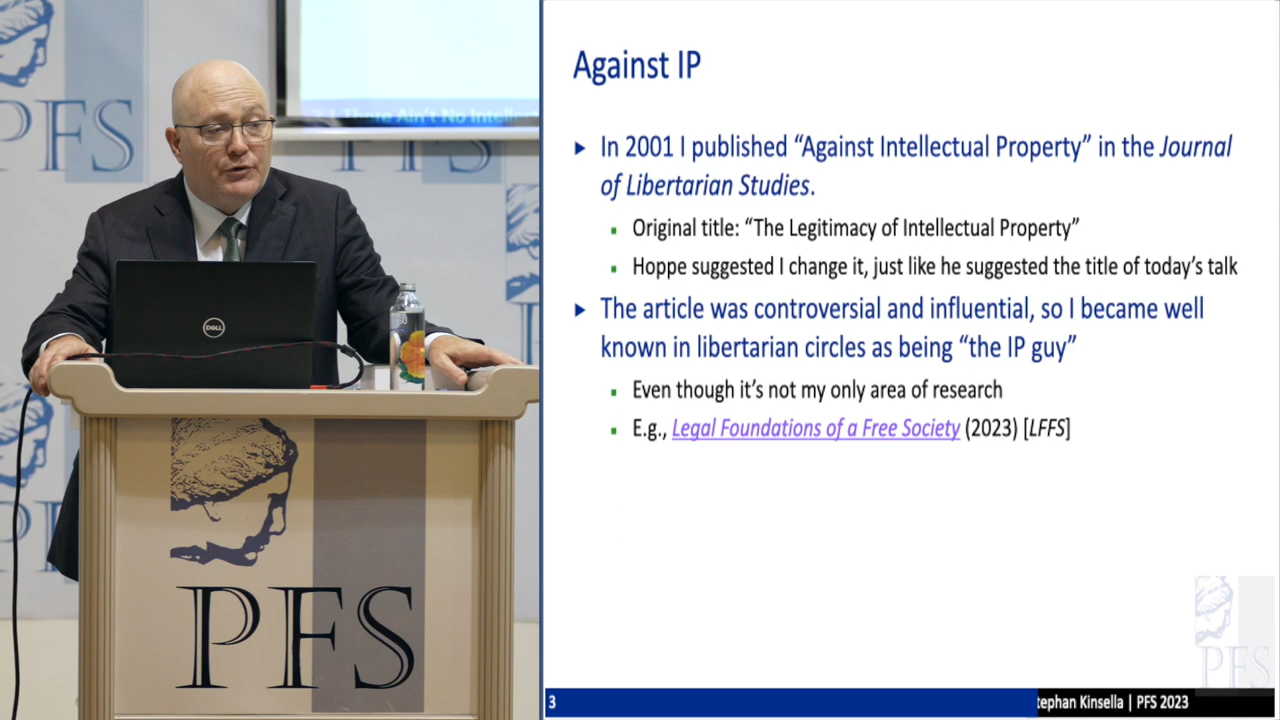 PFS
There Ain't No Intelle
DELL
PFS
Against IP
In 2001 I published “Against Intellectual Property” in the Journal
of Libertarian Studies.
Original title: “The Legitimacy of Intellectual Property”
Hoppe suggested I change it, just like he suggested the title of today’s talk
The article was controversial and influential, so I became well
known in libertarian circles as being “the IP guy”
Even though it’s not my only area of research
E.g., Legal Foundations of a Free Society (2023) [LFFS]
PFS
3
tephan Kinsella | PFS 2023